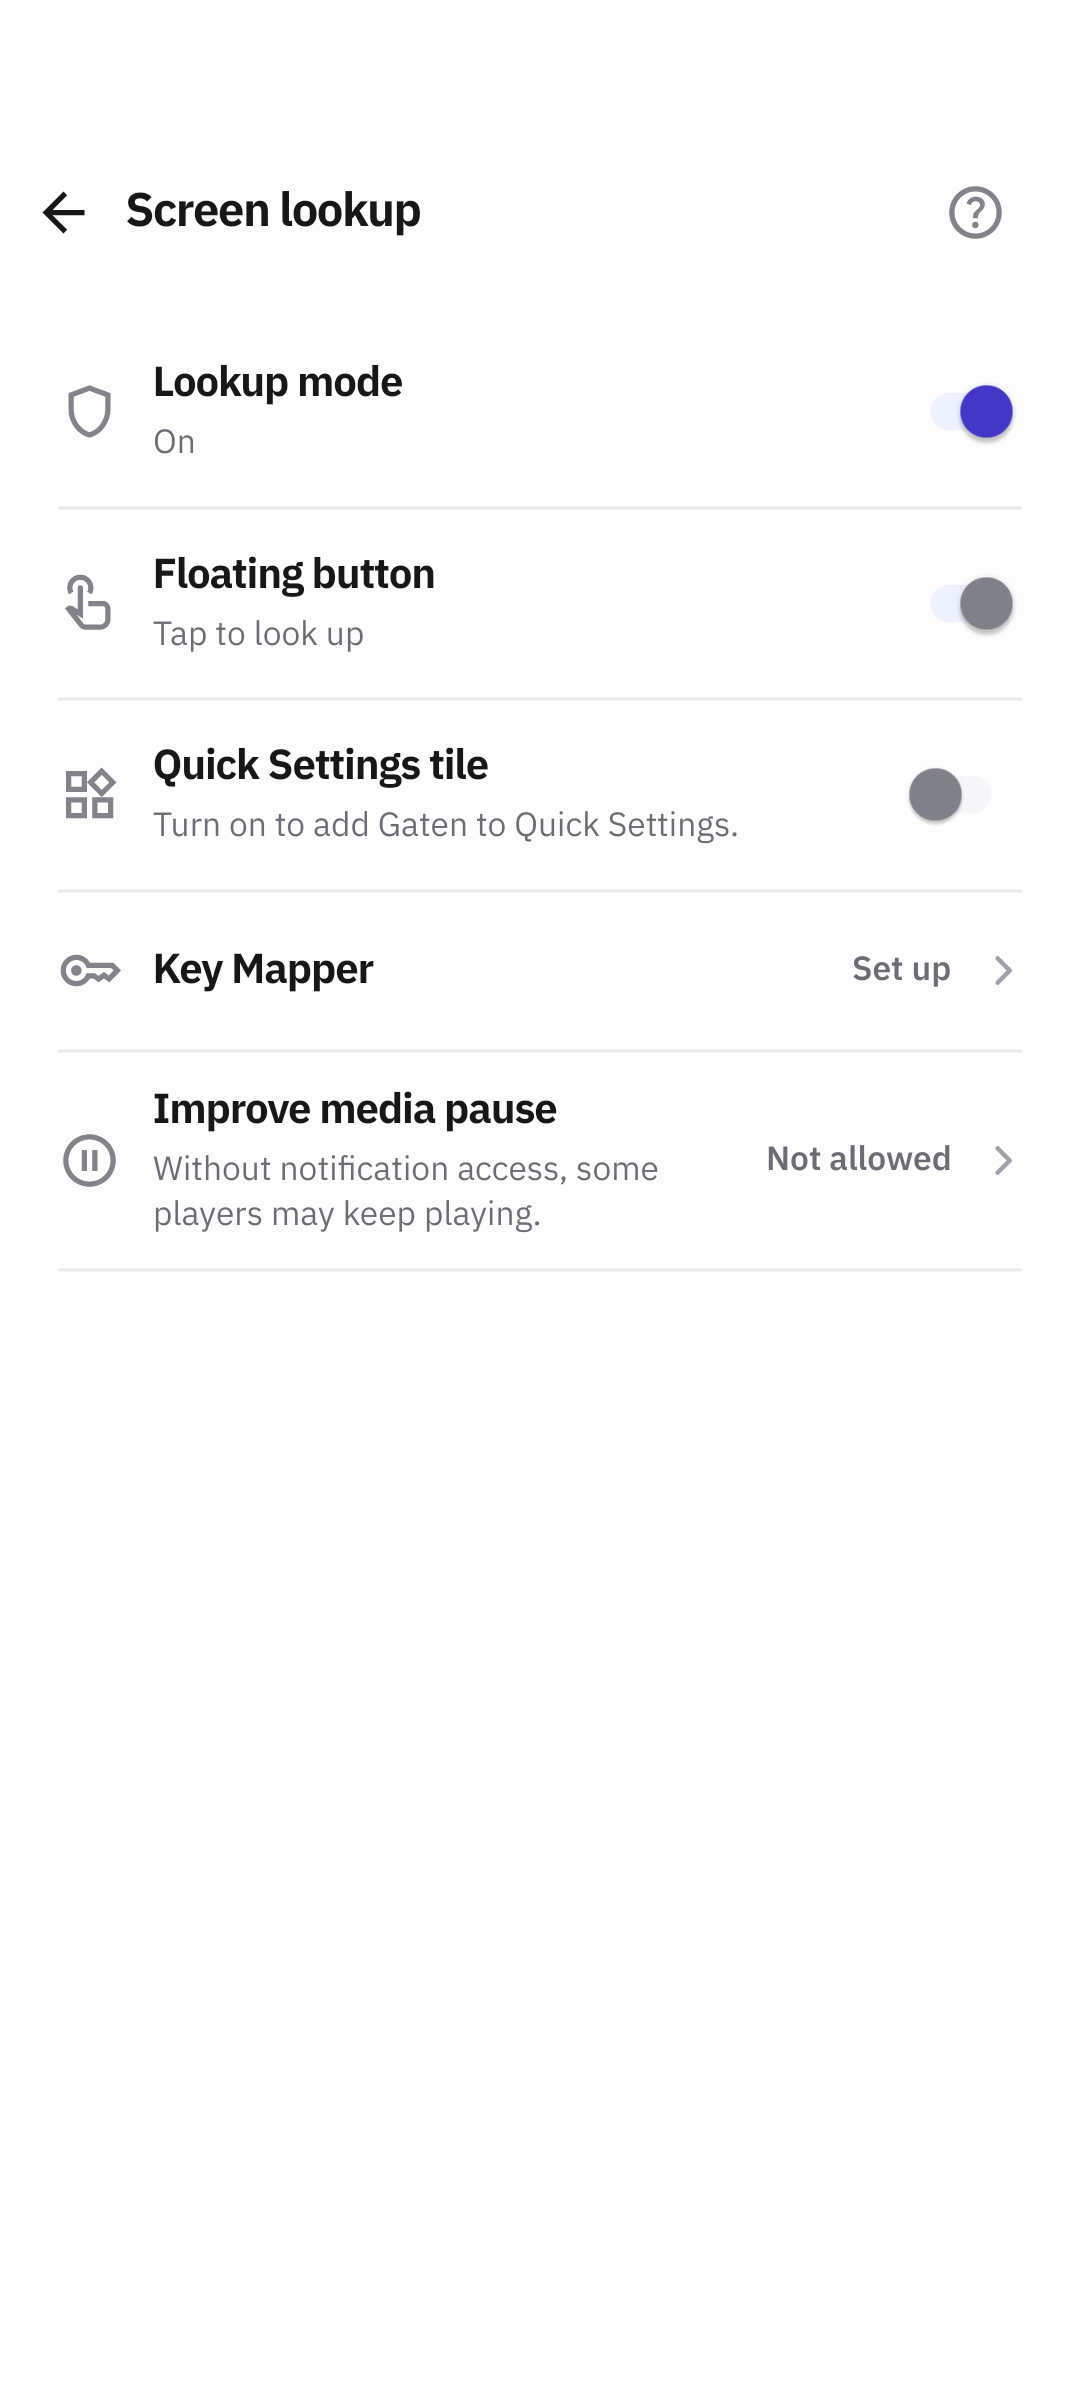 Screen lookup
Lookup mode
On
Floating button
Tap to look up
Quick Settings tile
Turn on to add Gaten to Quick Settings.
Key Mapper
Set up
Improve media pause
Without notification access, some
players may keep playing.
Not allowed